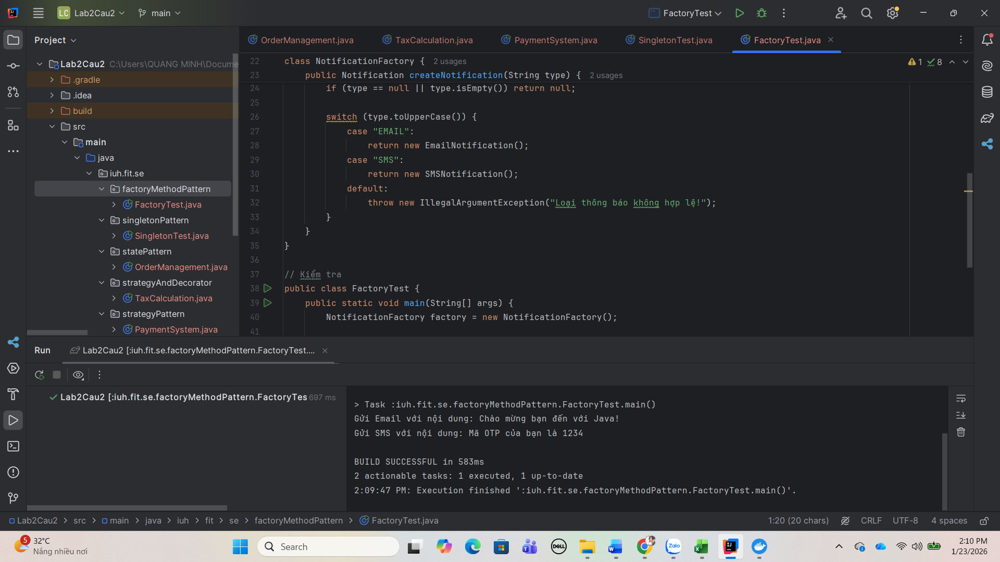 LC Lab2Cau2
main
FactoryTest
Project
OrderManagement.java
TaxCalculation.java
PaymentSystem.java
SingletonTest.java
FactoryTest.java
Lab2Cau2 C:\Users\QUANG MINH\Docume
.gradle
.idea
build
src
main
java
iuh.fit.se
factoryMethodPattern
FactoryTest.java
singletonPattern
SingletonTest.java
statePattern
OrderManagement.java
strategyAndDecorator
TaxCalculation.java
strategyPattern
PaymentSystem.java
1 8
22 class NotificationFactory { 2 usages
23 public Notification createNotification(String type) { 2 usages
24 if (type == null || type.isEmpty()) return null;
25
26 switch (type.toUpperCase()) {
27 case "EMAIL":
28 return new EmailNotification();
29 case "SMS":
30 return new SMSNotification();
31 default:
32 throw new IllegalArgumentException("Loại thông báo không hợp lệ!");
33 }
34 }
35 }
36
37 // Kiểm tra
38 public class FactoryTest {
39 public static void main(String[] args) {
40 NotificationFactory factory = new NotificationFactory();
41
Run
Lab2Cau2 [:iuh.fit.se.factoryMethodPattern.FactoryTest....
Lab2Cau2 [:iuh.fit.se.factoryMethodPattern.FactoryTes 697 ms
> Task :iuh.fit.se.factoryMethodPattern.FactoryTest.main()
Gửi Email với nội dung: Chào mừng bạn đến với Java!
Gửi SMS với nội dung: Mã OTP của bạn là 1234
BUILD SUCCESSFUL in 583ms
2 actionable tasks: 1 executed, 1 up-to-date
2:09:47 PM: Execution finished ':iuh.fit.se.factoryMethodPattern.FactoryTest.main()'.
Lab2Cau2 > src > main > java > iuh > fit > se > factoryMethodPattern > FactoryTest.java
1:20 (20 chars)
CRLF
UTF-8
4 spaces
5
32°C
Nắng nhiều nơi
Search
DELL
Zalo
2:10 PM
1/23/2026